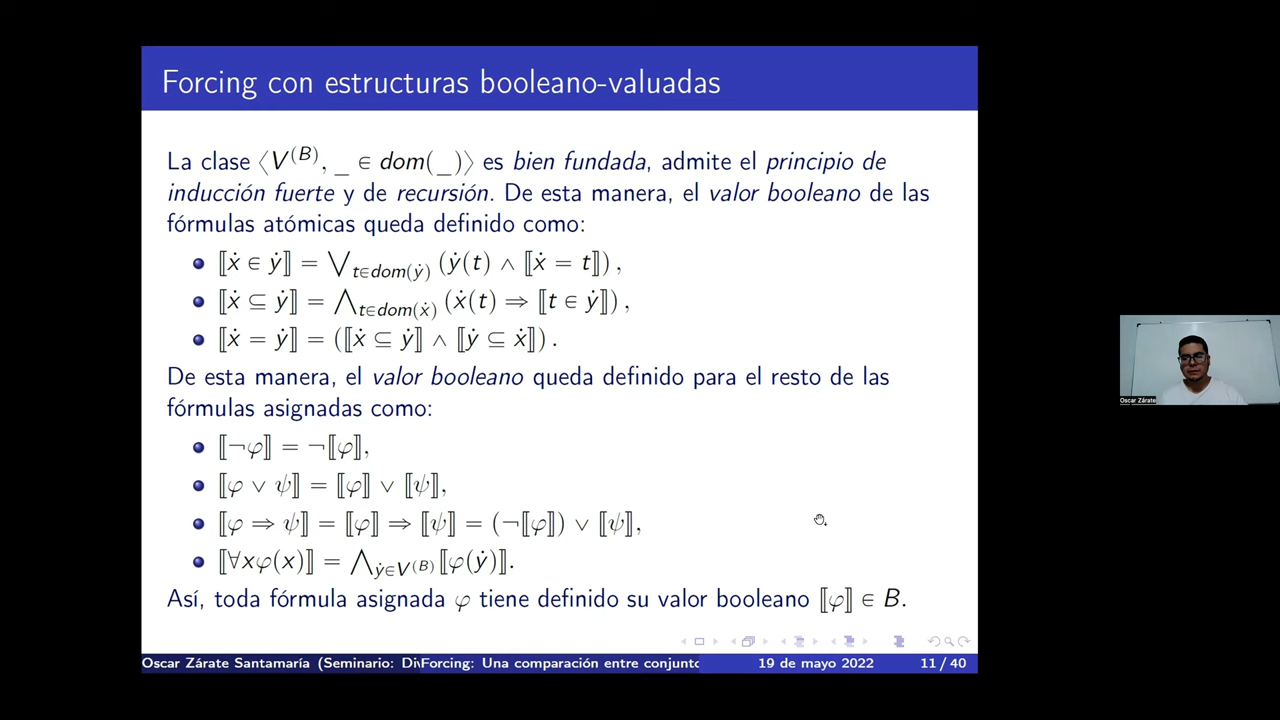 Forcing con estructuras booleano-valuadas
La clase ⟨V^(B), _ ∈ dom(_)⟩ es bien fundada, admite el principio de
inducción fuerte y de recursión. De esta manera, el valor booleano de las
fórmulas atómicas queda definido como:
⟦ẋ ∈ ẏ⟧ = ⋁_{t∈dom(ẏ)} (ẏ(t) ∧ ⟦ẋ = t⟧),
⟦ẋ ⊆ ẏ⟧ = ⋀_{t∈dom(ẋ)} (ẋ(t) ⇒ ⟦t ∈ ẏ⟧),
⟦ẋ = ẏ⟧ = (⟦ẋ ⊆ ẏ⟧ ∧ ⟦ẏ ⊆ ẋ⟧).
De esta manera, el valor booleano queda definido para el resto de las
fórmulas asignadas como:
⟦¬φ⟧ = ¬⟦φ⟧,
⟦φ ∨ ψ⟧ = ⟦φ⟧ ∨ ⟦ψ⟧,
⟦φ ⇒ ψ⟧ = ⟦φ⟧ ⇒ ⟦ψ⟧ = (¬⟦φ⟧) ∨ ⟦ψ⟧,
⟦∀xφ(x)⟧ = ⋀_{ẏ∈V^(B)} ⟦φ(ẏ)⟧.
Así, toda fórmula asignada φ tiene definido su valor booleano ⟦φ⟧ ∈ B.
Oscar Zárate Santamaría (Seminario: Di Forcing: Una comparación entre conjunto 19 de mayo 2022 11 / 40
Oscar Zárate